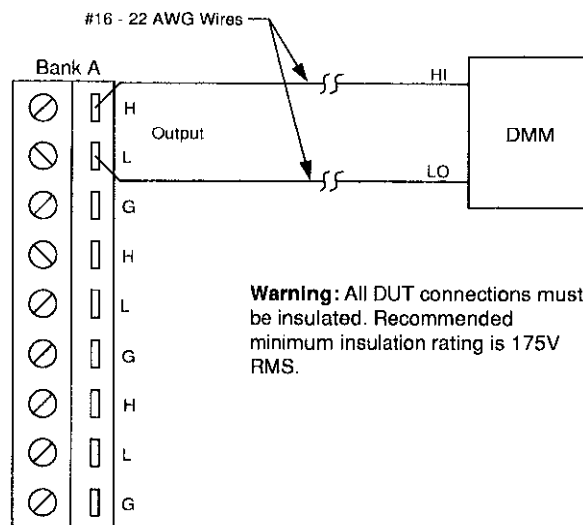 #16 - 22 AWG Wires
Bank A
HI
H
Output
DMM
L
LO
G
H
L
Warning: All DUT connections must
be insulated. Recommended
minimum insulation rating is 175V
RMS.
G
H
L
G